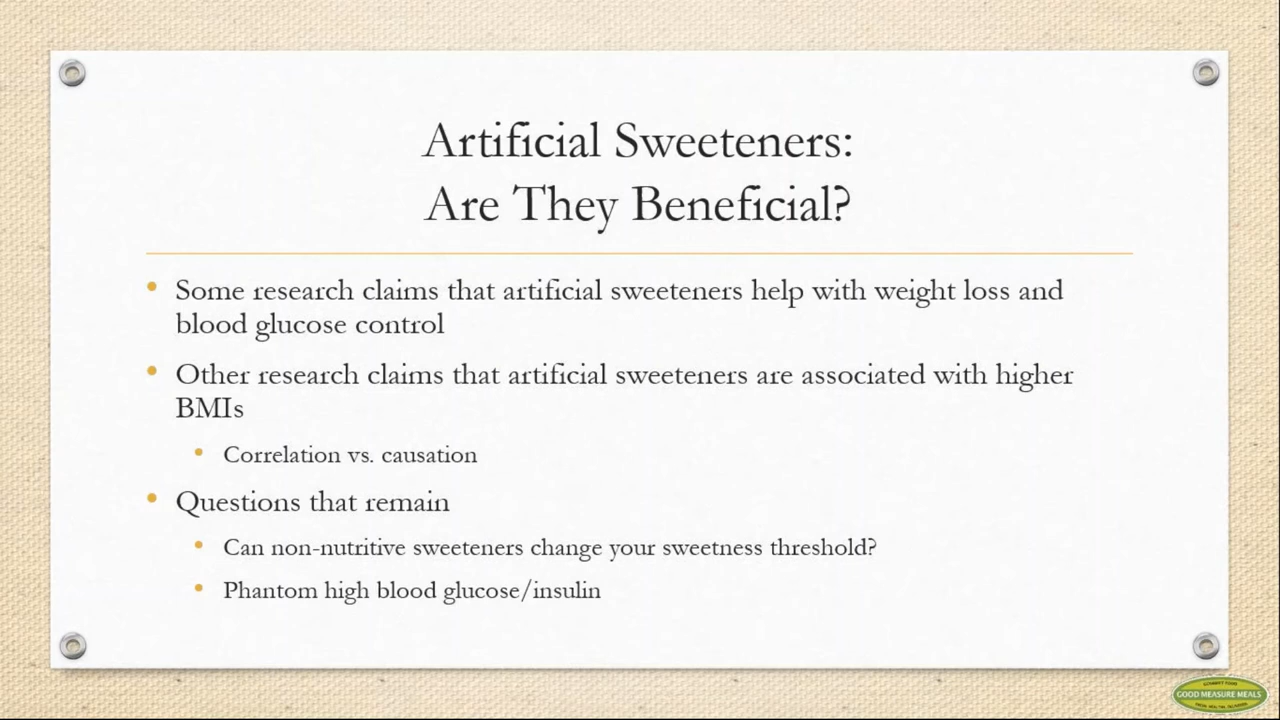 Artificial Sweeteners:
Are They Beneficial?
• Some research claims that artificial sweeteners help with weight loss and
blood glucose control
• Other research claims that artificial sweeteners are associated with higher
BMIs
• Correlation vs. causation
• Questions that remain
• Can non-nutritive sweeteners change your sweetness threshold?
• Phantom high blood glucose/insulin
GOOD MEASURE MEALS